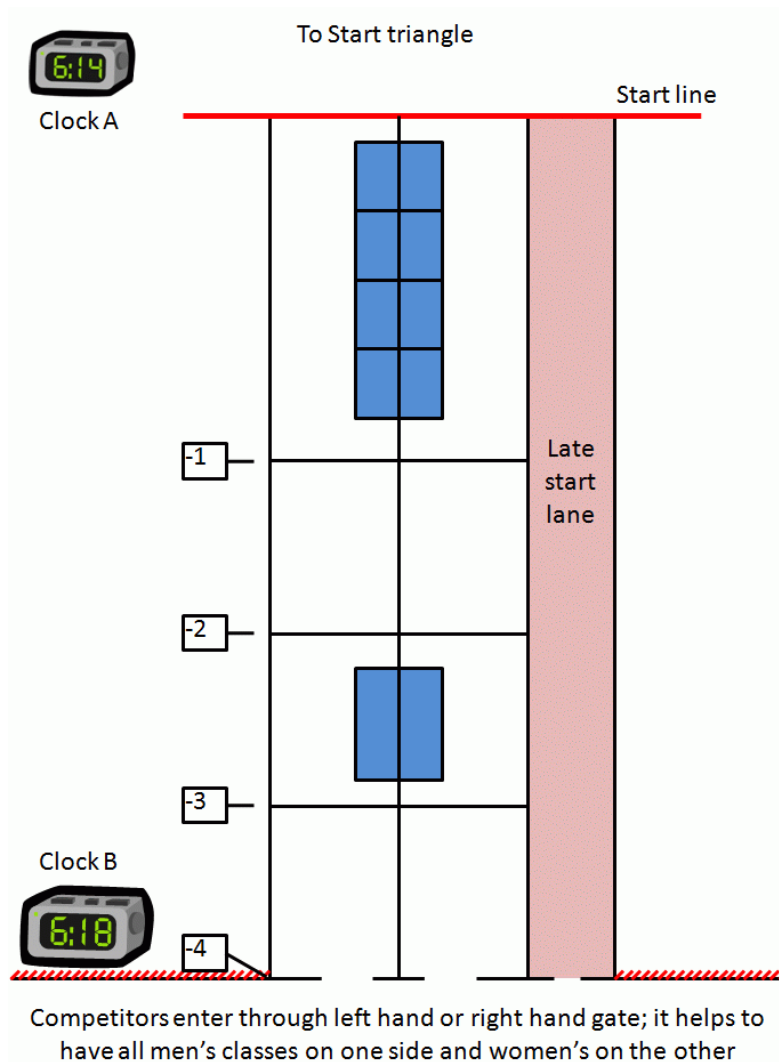 To Start triangle
6:14
Clock A
Start line
-1
Late
start
lane
-2
-3
Clock B
6:18
-4
Competitors enter through left hand or right hand gate; it helps to
have all men's classes on one side and women's on the other